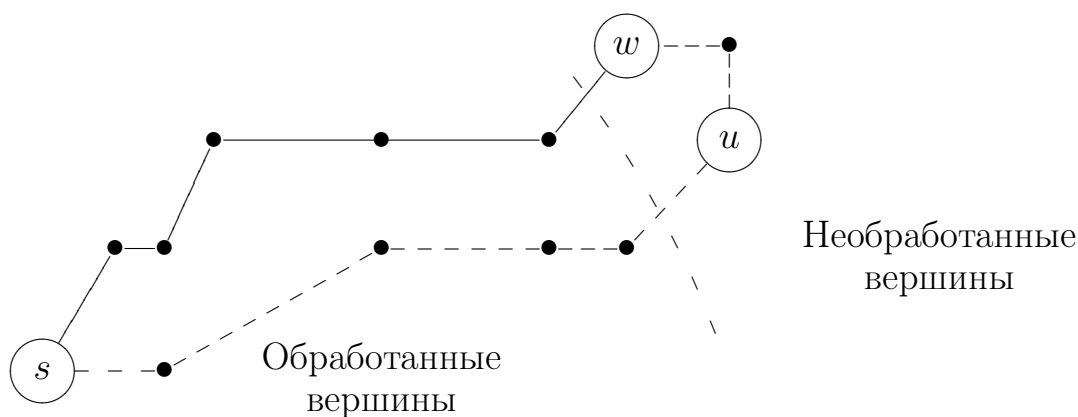 w
u
Необработанные
вершины
s
Обработанные
вершины